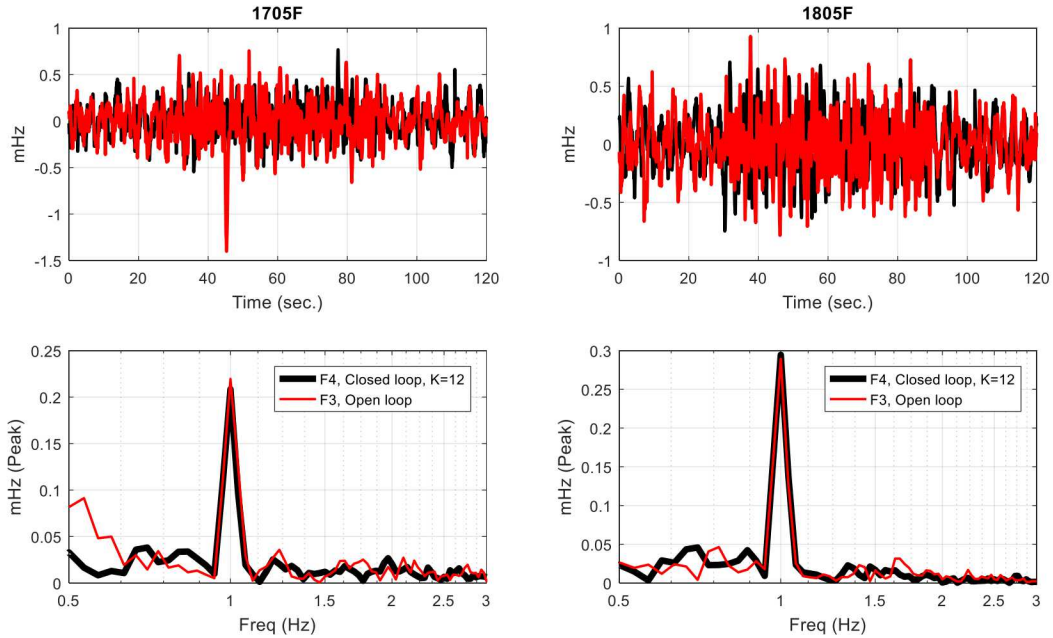 1705F
1
0.5
0
-0.5
-1
-1.5
mHz
0 20 40 60 80 100 120
Time (sec.)
1805F
1
0.5
0
-0.5
-1
mHz
0 20 40 60 80 100 120
Time (sec.)
0.25
0.2
0.15
0.1
0.05
0
mHz (Peak)
F4, Closed loop, K=12
F3, Open loop
0.5 1 1.5 2 2.5 3
Freq (Hz)
0.3
0.25
0.2
0.15
0.1
0.05
0
mHz (Peak)
F4, Closed loop, K=12
F3, Open loop
0.5 1 1.5 2 2.5 3
Freq (Hz)